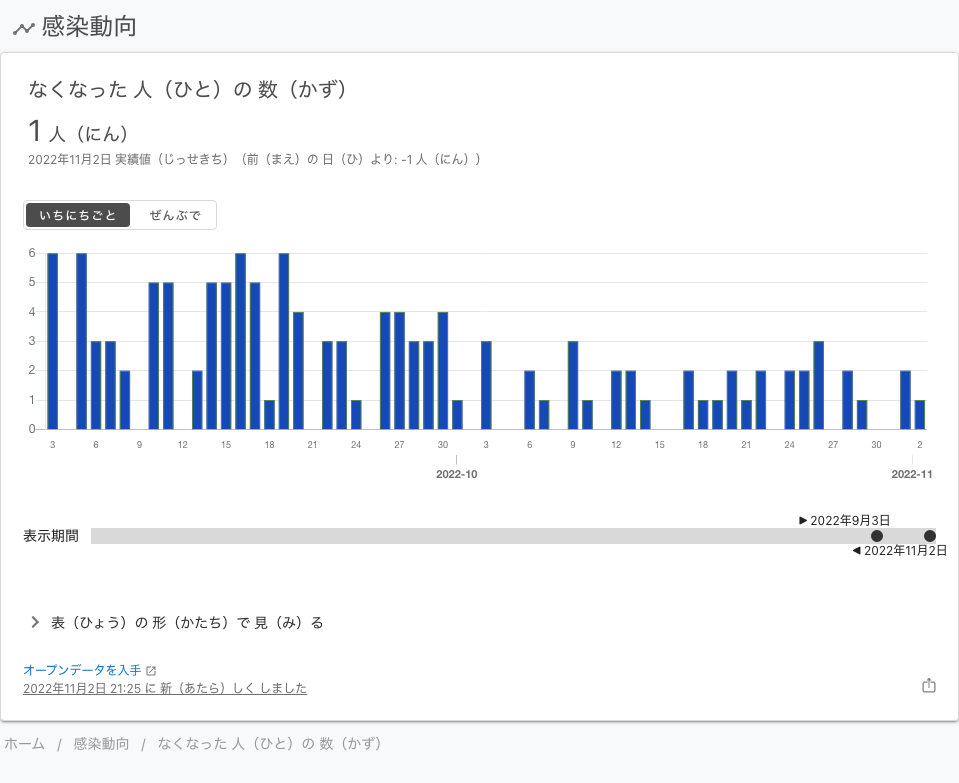 感染動向
なくなった 人（ひと）の 数（かず）
1 人（にん）
2022年11月2日 実績値（じっせきち）（前（まえ）の 日（ひ）より: -1 人（にん））
いちにちごと ぜんぶで
6
5
4
3
2
1
0
3 6 9 12 15 18 21 24 27 30 3 6 9 12 15 18 21 24 27 30 2
2022-10 2022-11
2022年9月3日
表示期間
2022年11月2日
表（ひょう）の 形（かたち）で 見（み）る
オープンデータを入手
2022年11月2日 21:25 に 新（あたら）しく しました
ホーム / 感染動向 / なくなった 人（ひと）の 数（かず）